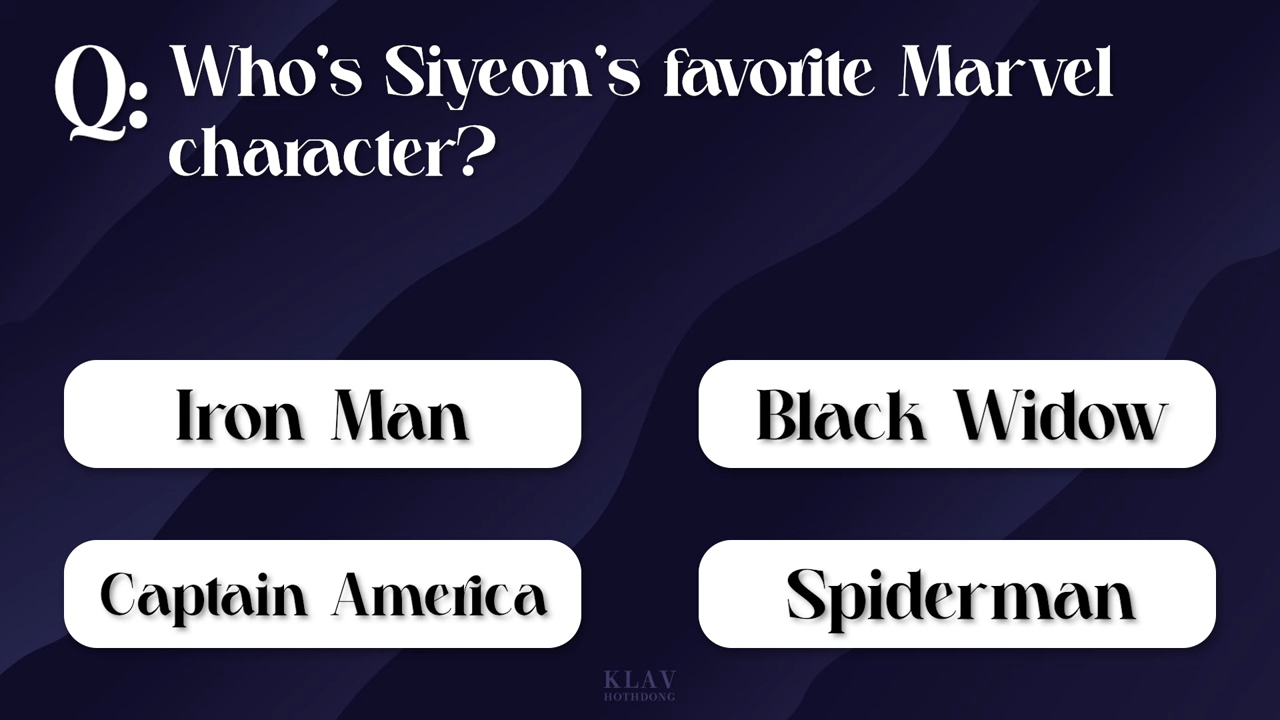 Q: Who's Siyeon's favorite Marvel
character?
Iron Man
Black Widow
Captain America
Spiderman
KLAV
HOTHDONG